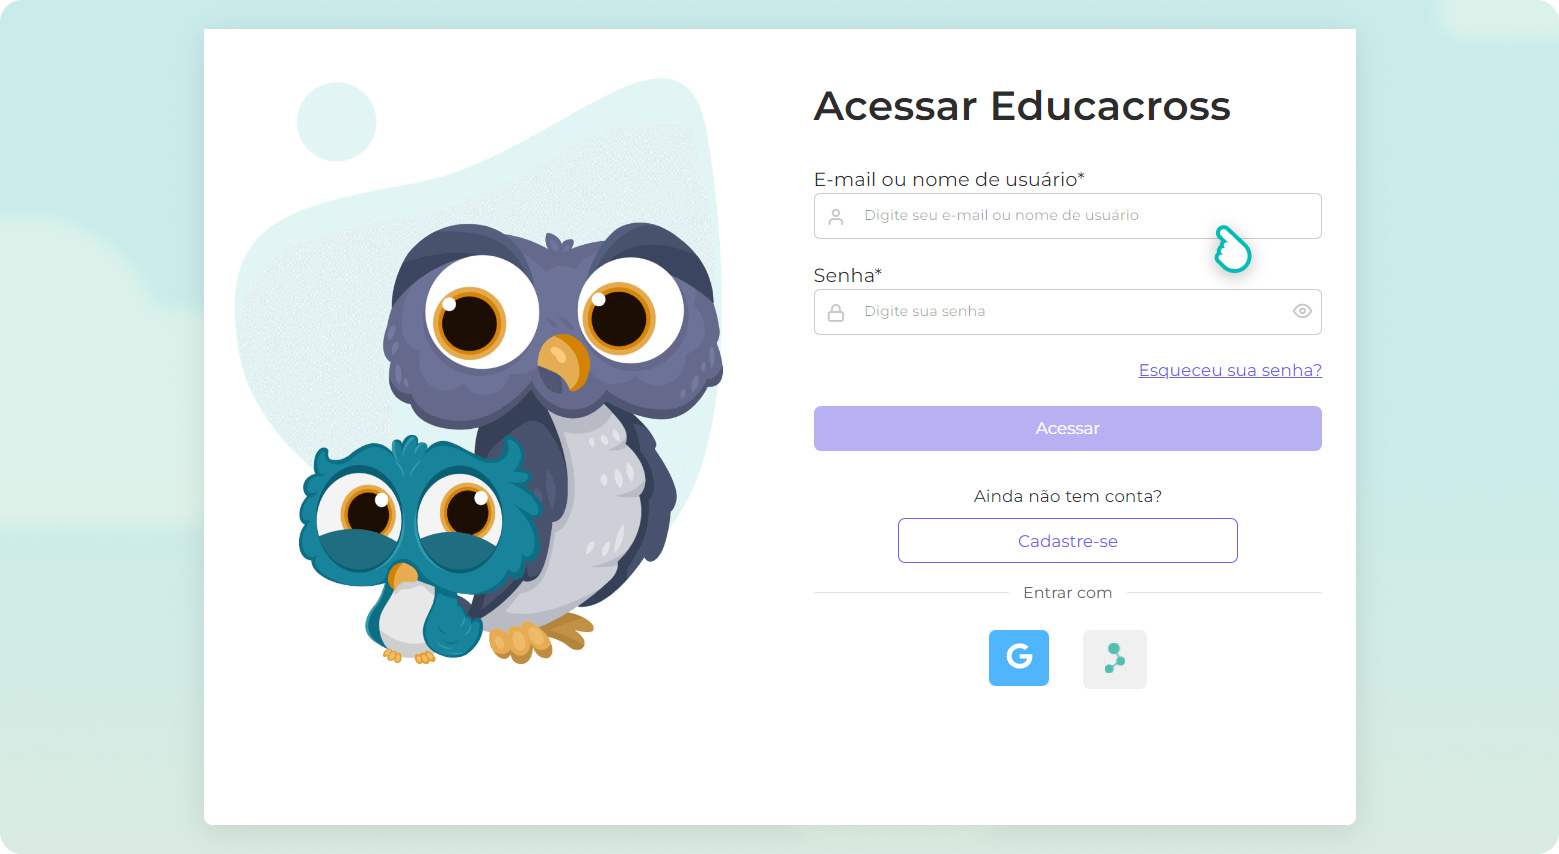 Acessar Educacross
E-mail ou nome de usuário*
Digite seu e-mail ou nome de usuário
Senha*
Digite sua senha
Esqueceu sua senha?
Acessar
Ainda não tem conta?
Cadastre-se
Entrar com
G